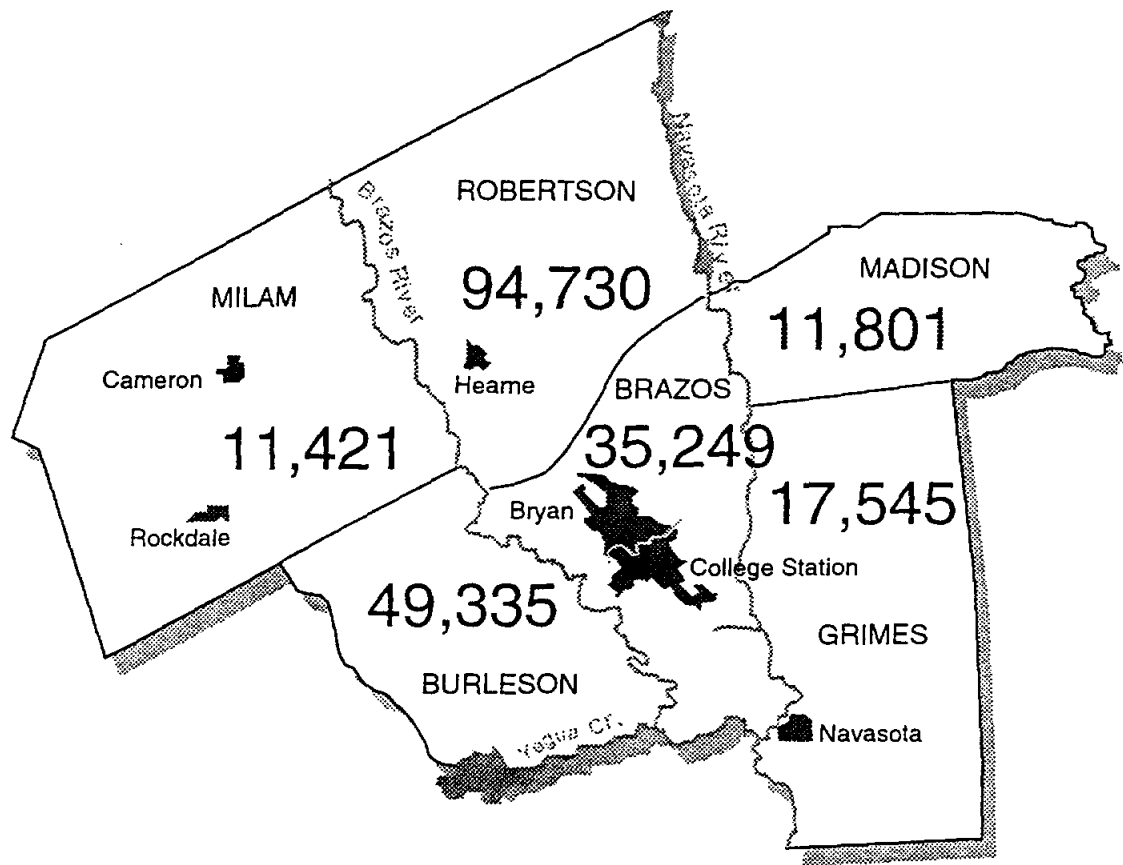 ROBERTSON
94,730
Brazos River
Navasota River
MADISON
11,801
MILAM
Cameron
Hearne
BRAZOS
11,421
35,249
17,545
Bryan
Rockdale
College Station
49,335
GRIMES
BURLESON
Yegua Cr.
Navasota